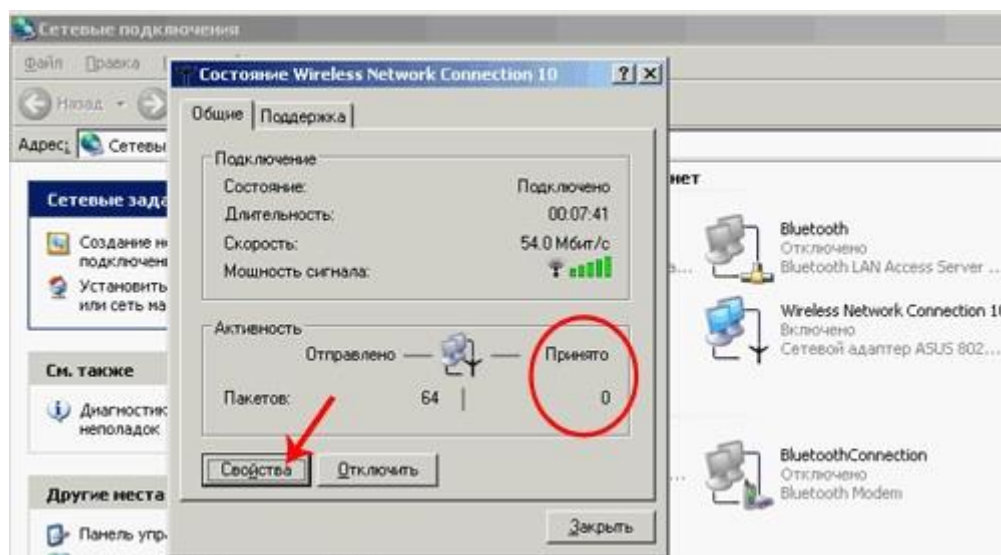 Сетевые подключения
Файл Правка
Назад
Адрес: Сетевы
Сетевые зада
Создание н
подключен
Установить
или сеть ма
См. также
Диагностик
неполадок
Другие места
Панель упр
Состояние Wireless Network Connection 10
Общие Поддержка
Подключение
Состояние: Подключено
Длительность: 00:07:41
Скорость: 54.0 Мбит/с
Мощность сигнала:
Активность
Отправлено — — Принято
Пакетов: 64 | 0
Свойства Отключить
Закрыть
нет
Bluetooth
Отключено
Bluetooth LAN Access Server ...
Wireless Network Connection 10
Включено
Сетевой адаптер ASUS 802...
BluetoothConnection
Отключено
Bluetooth Modem